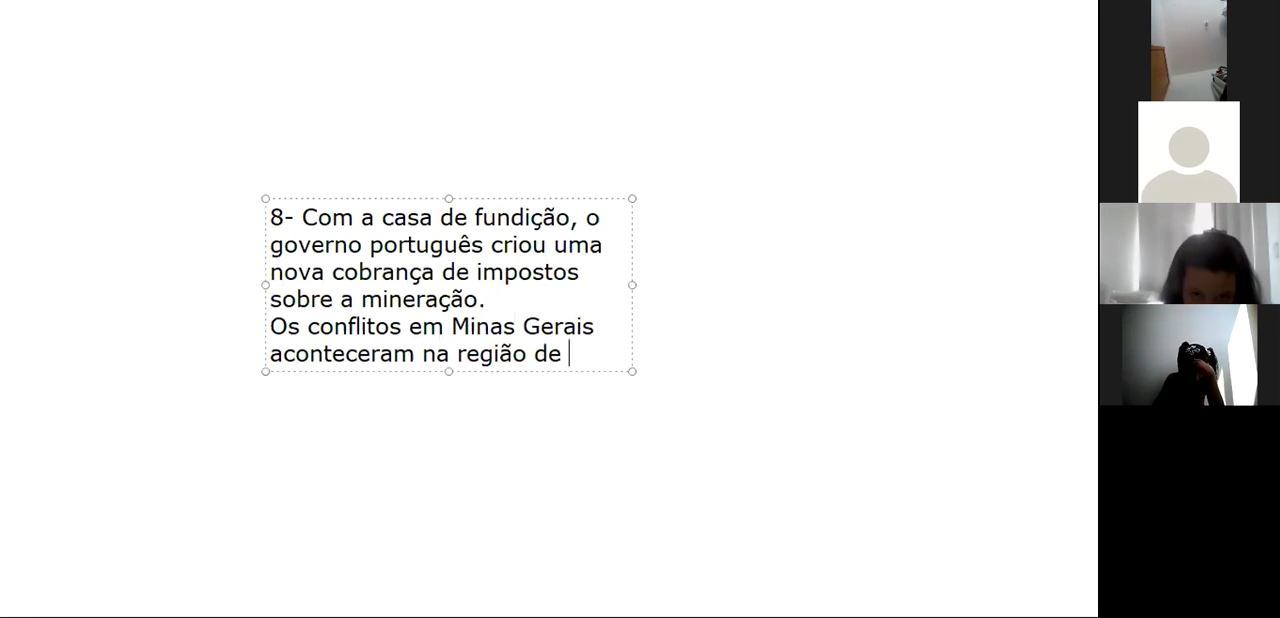 8- Com a casa de fundição, o
governo português criou uma
nova cobrança de impostos
sobre a mineração.
Os conflitos em Minas Gerais
aconteceram na região de